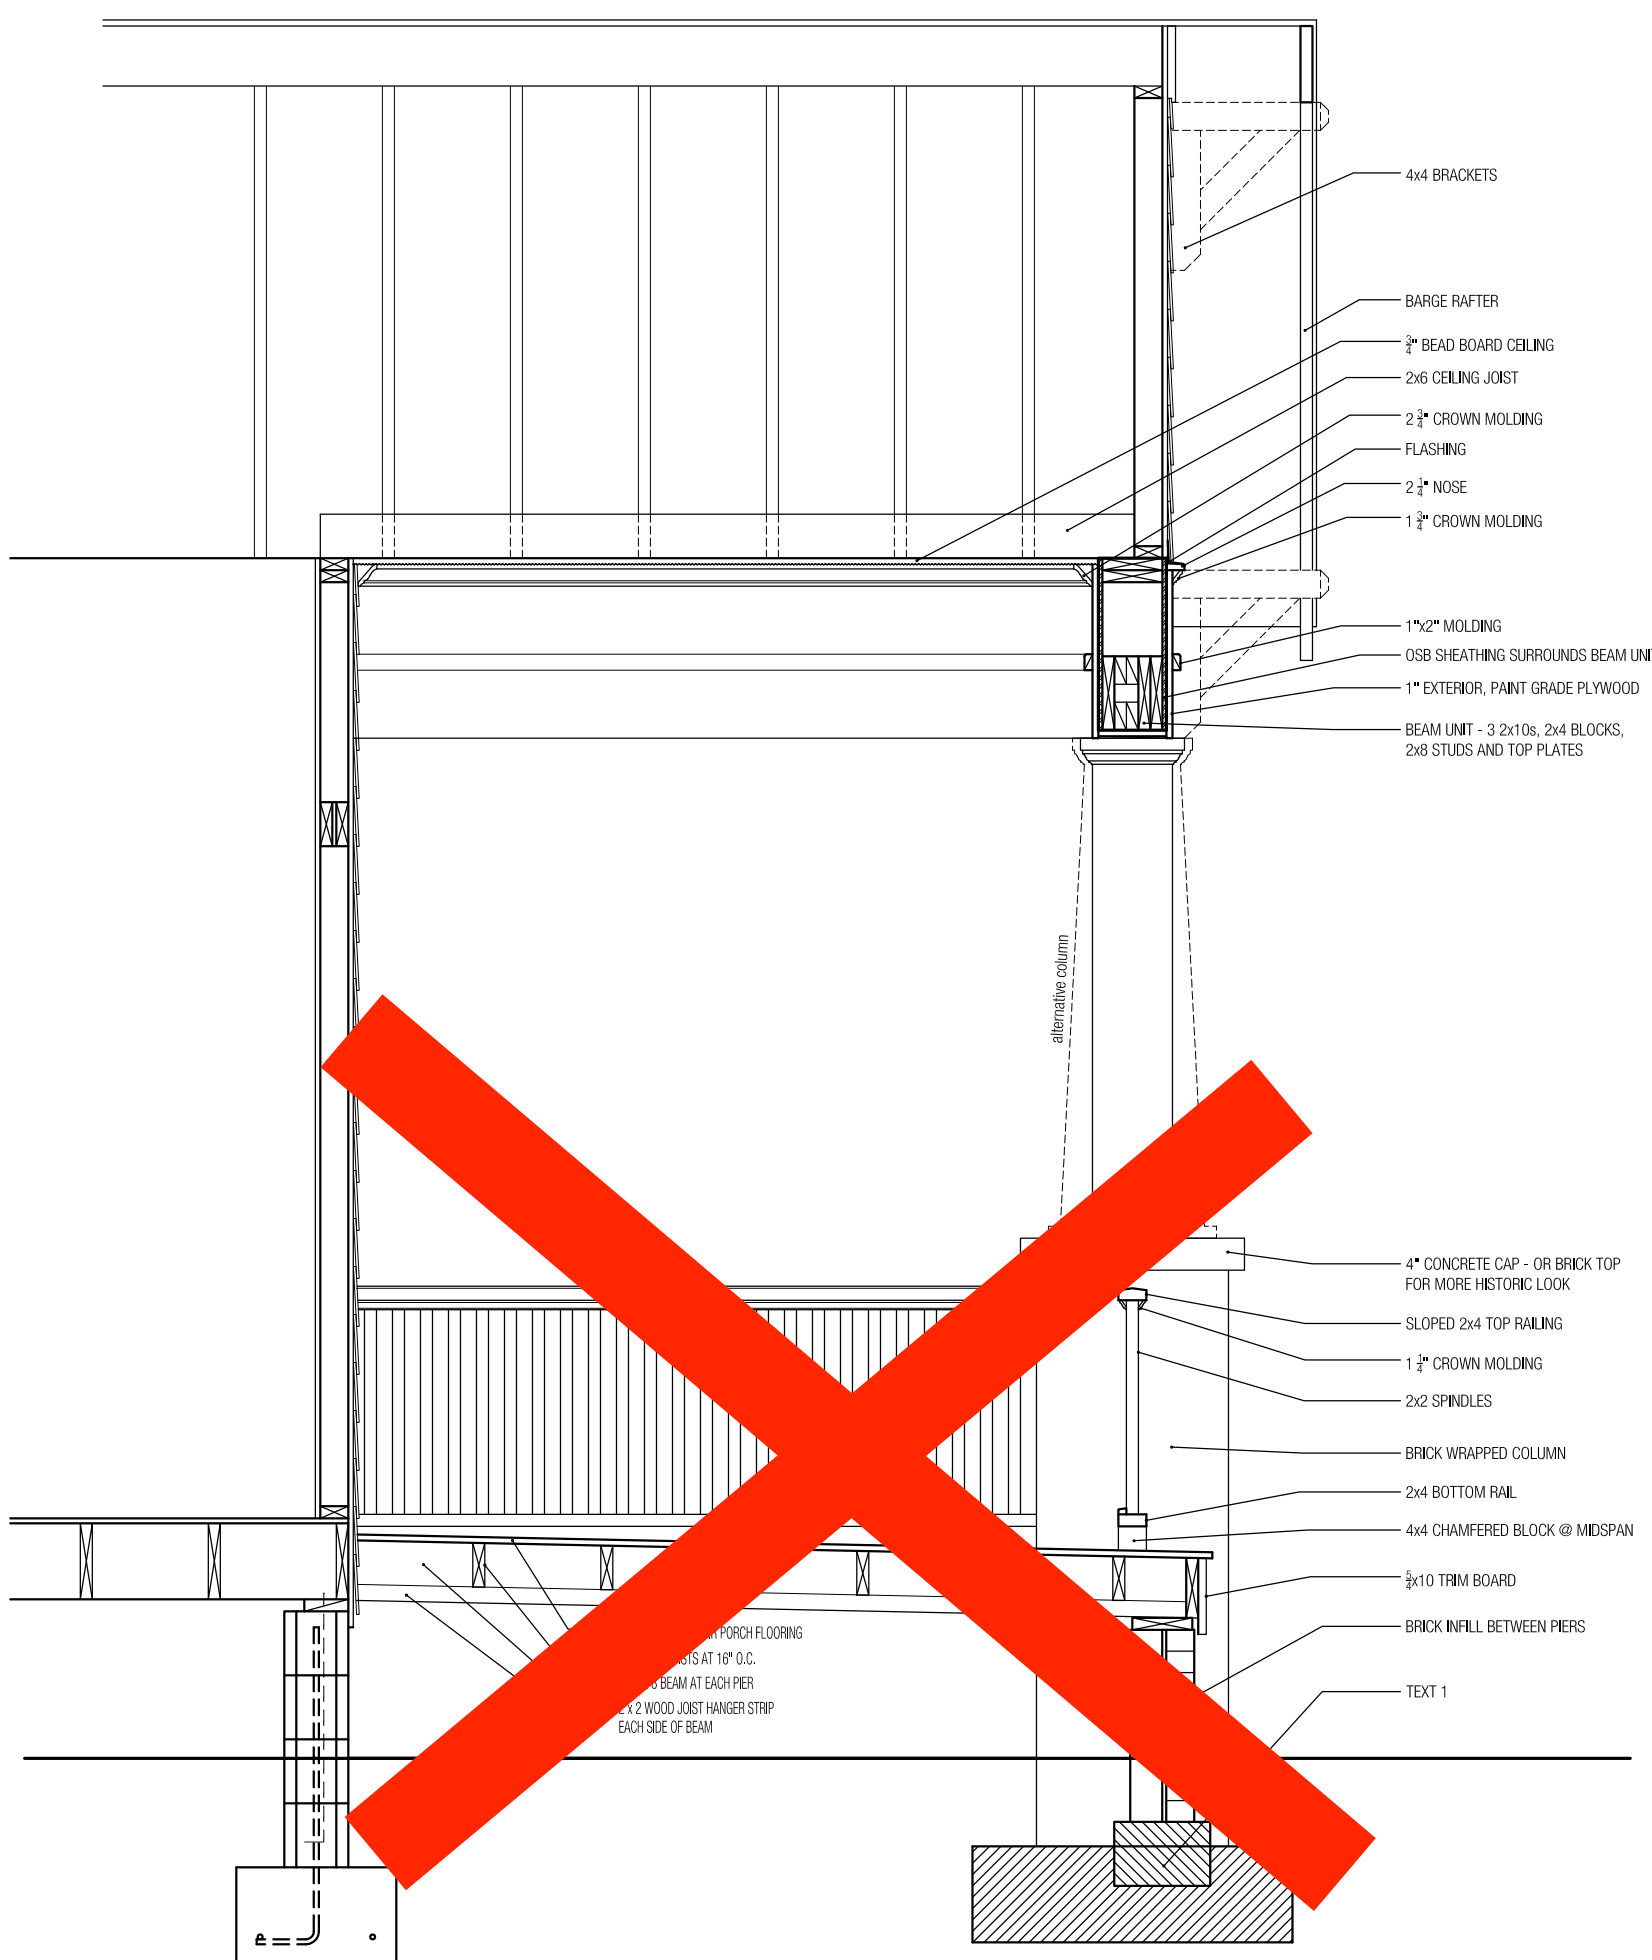 4x4 BRACKETS
BARGE RAFTER
3/4" BEAD BOARD CEILING
2x6 CEILING JOIST
2 3/4" CROWN MOLDING
FLASHING
2 1/4" NOSE
1 3/4" CROWN MOLDING
1"x2" MOLDING
OSB SHEATHING SURROUNDS BEAM UNI
1" EXTERIOR, PAINT GRADE PLYWOOD
BEAM UNIT - 3 2x10s, 2x4 BLOCKS,
2x8 STUDS AND TOP PLATES
alternative column
4" CONCRETE CAP - OR BRICK TOP
FOR MORE HISTORIC LOOK
SLOPED 2x4 TOP RAILING
1 1/4" CROWN MOLDING
2x2 SPINDLES
BRICK WRAPPED COLUMN
2x4 BOTTOM RAIL
4x4 CHAMFERED BLOCK @ MIDSPAN
5/4x10 TRIM BOARD
BRICK INFILL BETWEEN PIERS
TEXT 1
PORCH FLOORING
AT 16" O.C.
BEAM AT EACH PIER
x 2 WOOD JOIST HANGER STRIP
EACH SIDE OF BEAM